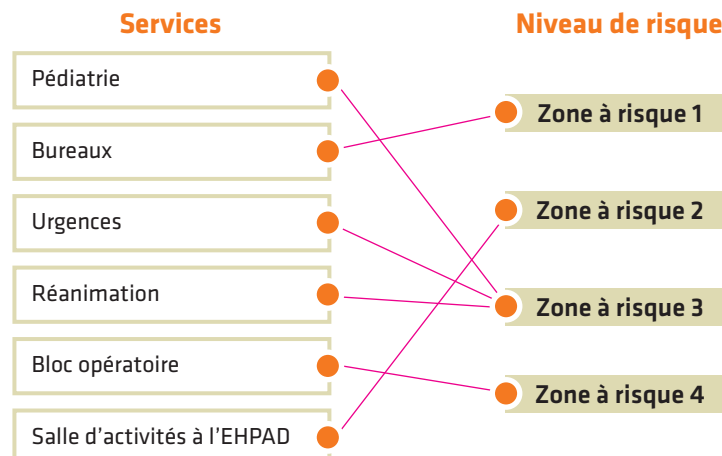 Services
Pédiatrie
Bureaux
Urgences
Réanimation
Bloc opératoire
Salle d'activités à l'EHPAD
Niveau de risque
Zone à risque 1
Zone à risque 2
Zone à risque 3
Zone à risque 4